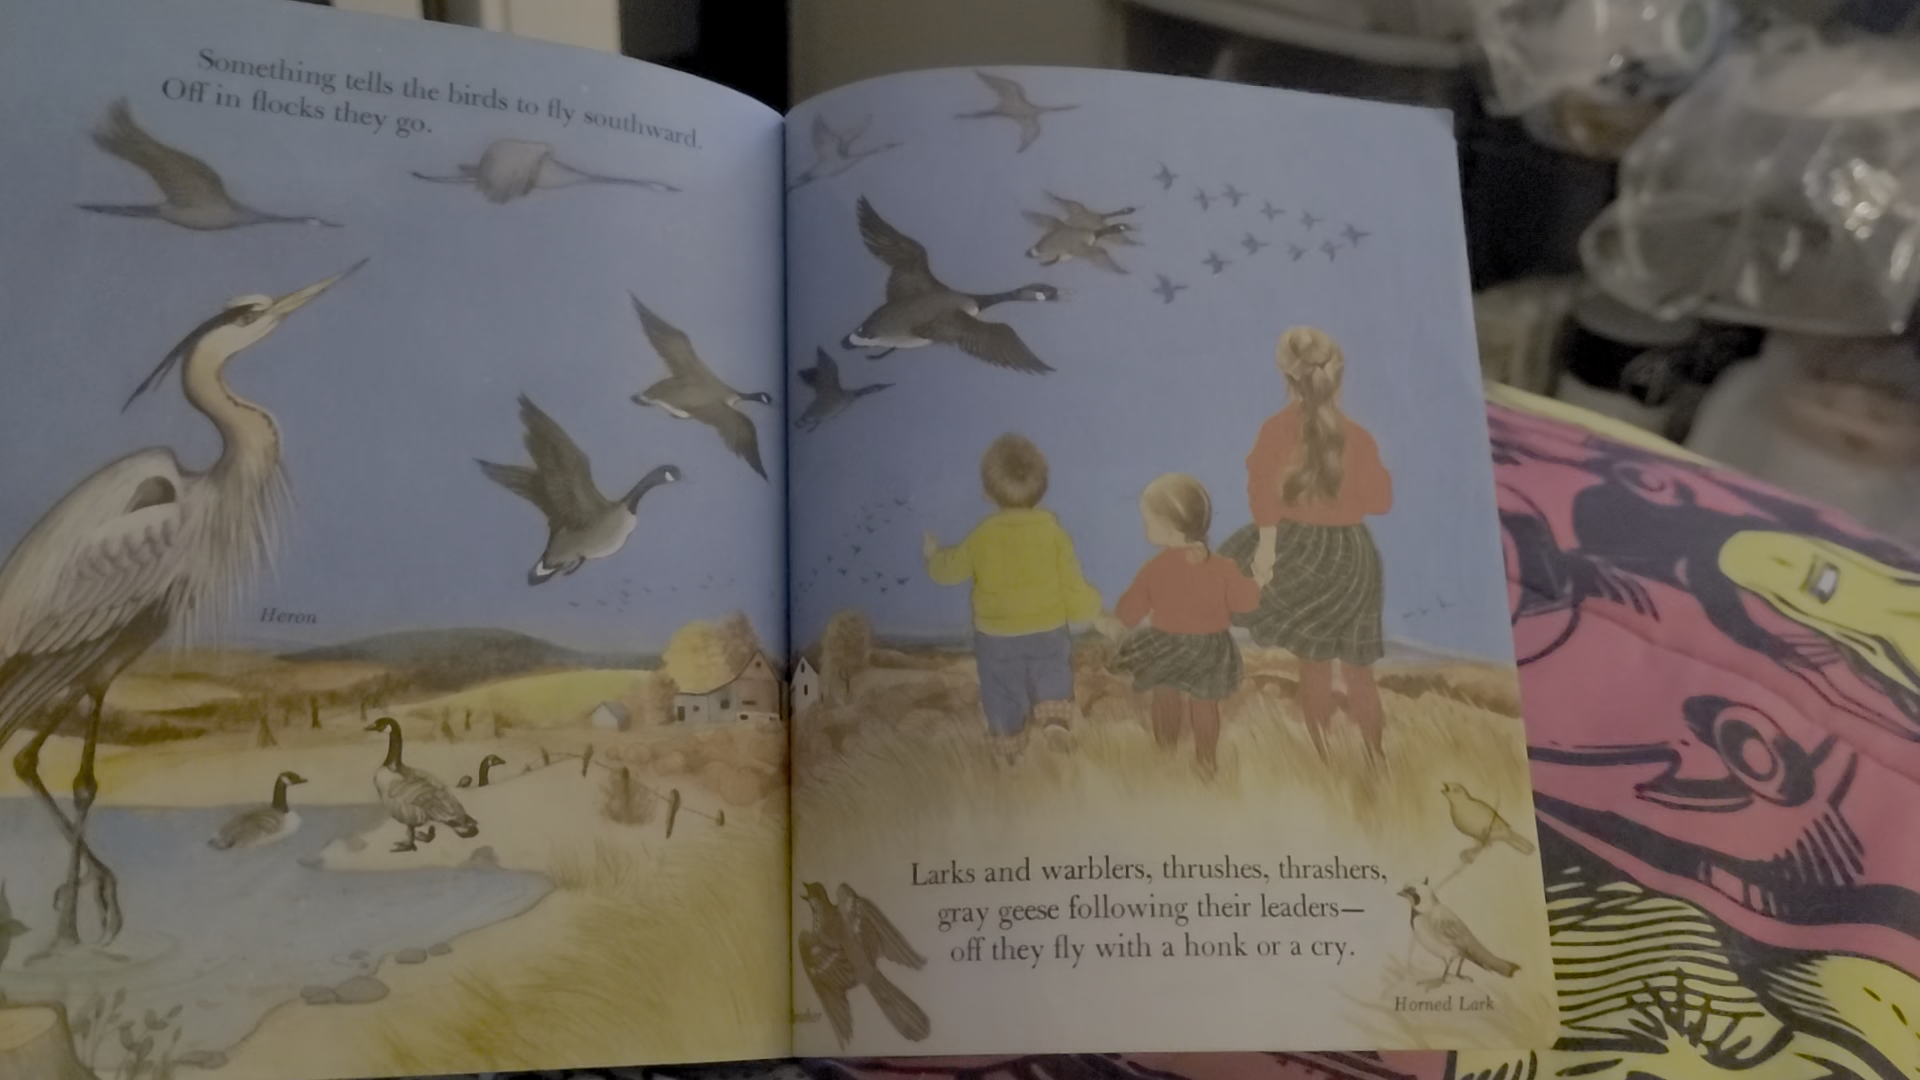 Something tells the birds to fly southward.
Off in flocks they go.
Heron
Larks and warblers, thrushes, thrashers,
gray geese following their leaders—
off they fly with a honk or a cry.
Horned Lark